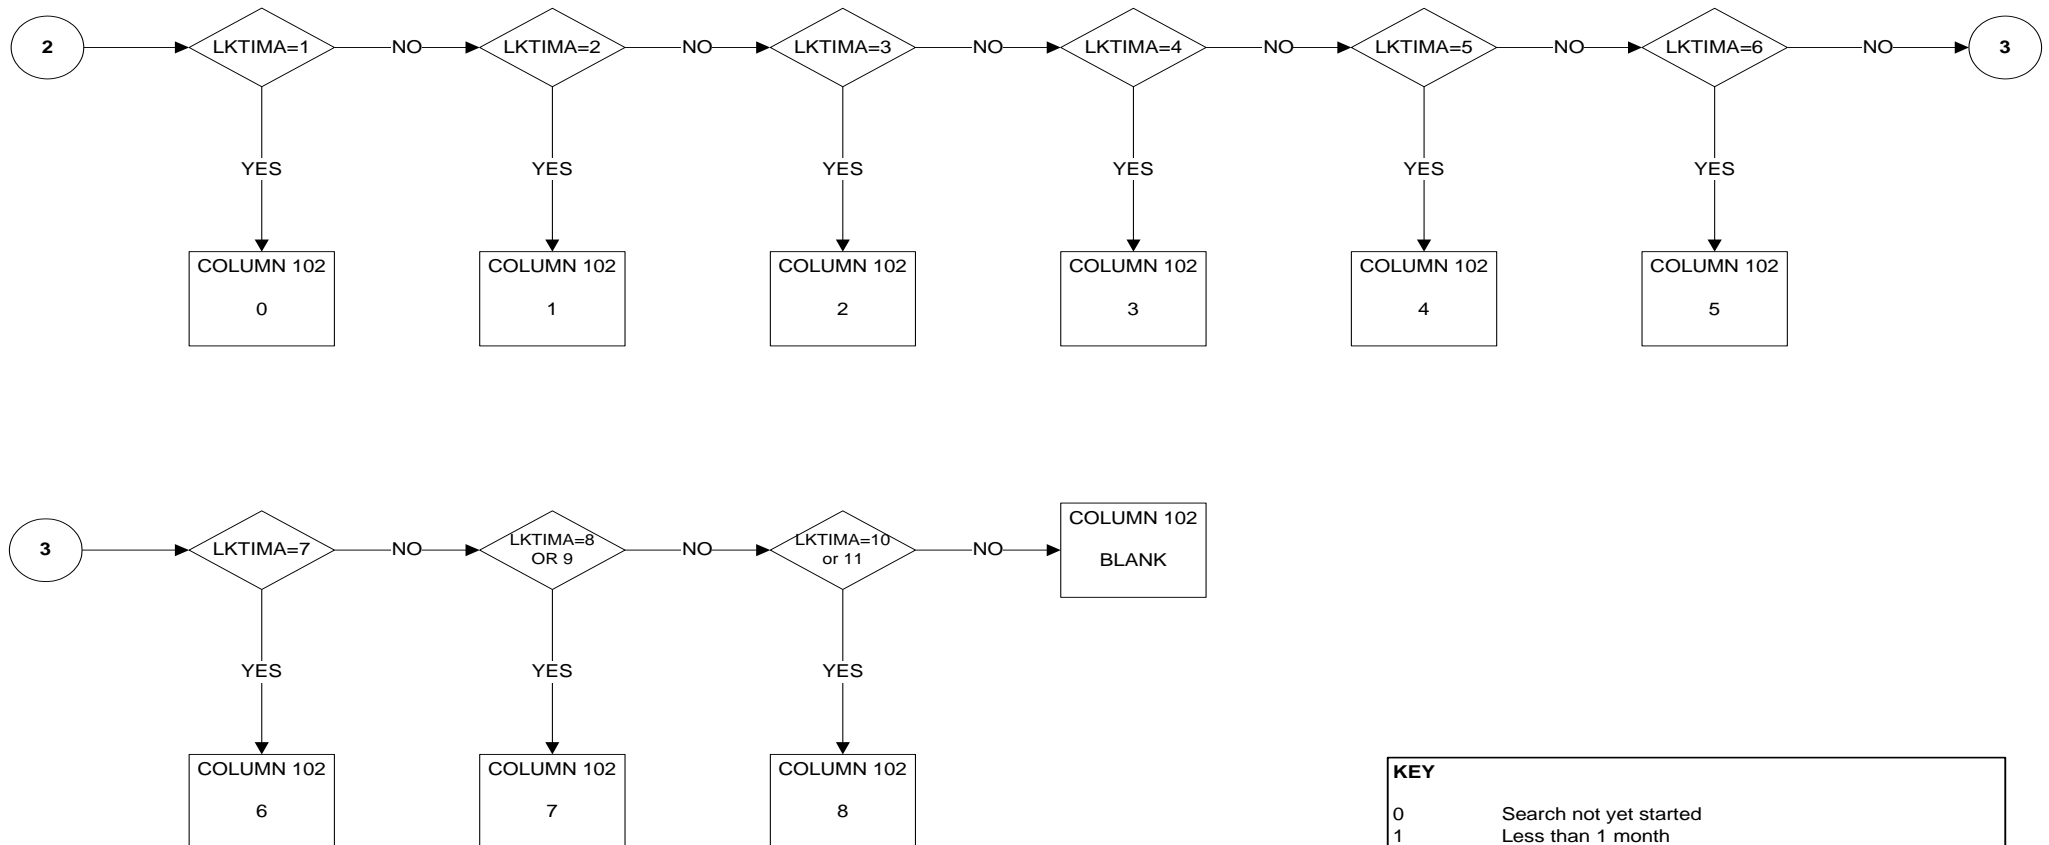 2
LKTIMA=1
NO
LKTIMA=2
NO
LKTIMA=3
NO
LKTIMA=4
NO
LKTIMA=5
NO
LKTIMA=6
NO
3
YES
YES
YES
YES
YES
YES
COLUMN 102
0
COLUMN 102
1
COLUMN 102
2
COLUMN 102
3
COLUMN 102
4
COLUMN 102
5
3
LKTIMA=7
NO
LKTIMA=8
OR 9
NO
LKTIMA=10
or 11
NO
COLUMN 102
BLANK
YES
YES
YES
COLUMN 102
6
COLUMN 102
7
COLUMN 102
8
KEY
0 Search not yet started
1 Less than 1 month